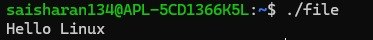 saisharan134@APL-5CD1366K5L:~$ ./file
Hello Linux